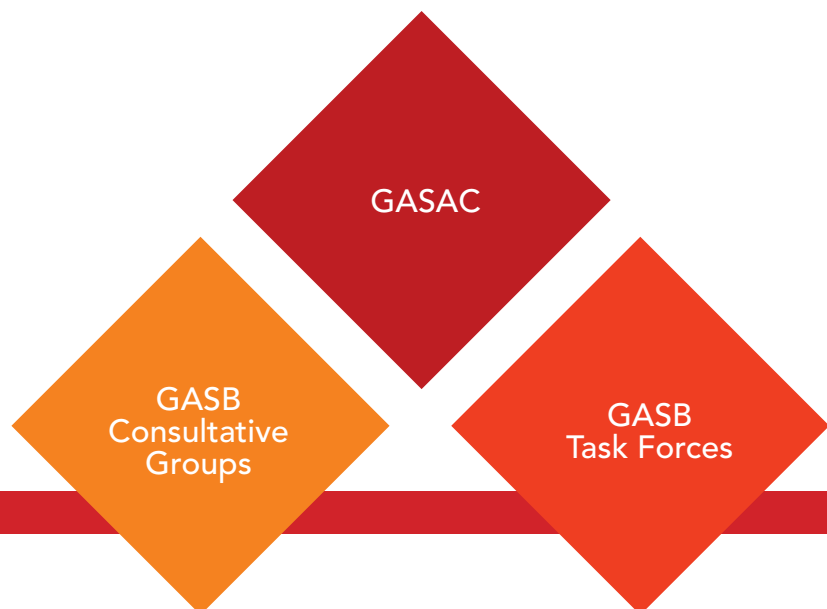 GASAC
GASB
Consultative
Groups
GASB
Task Forces